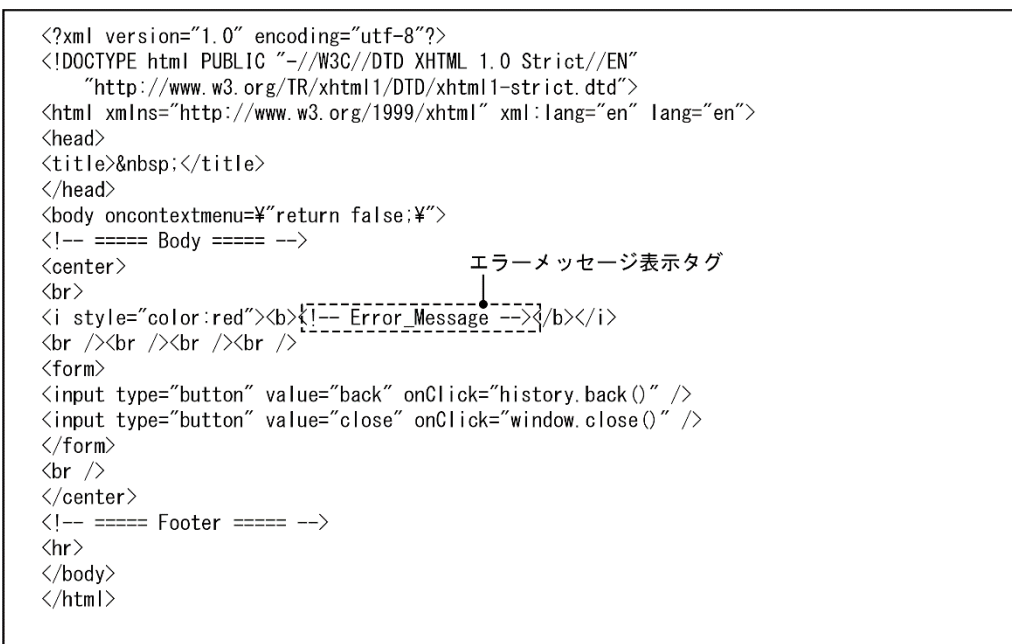 <?xml version="1.0" encoding="utf-8"?>
<!DOCTYPE html PUBLIC "-//W3C//DTD XHTML 1.0 Strict//EN"
"http://www.w3.org/TR/xhtml1/DTD/xhtml1-strict.dtd">
<html xmlns="http://www.w3.org/1999/xhtml" xml:lang="en" lang="en">
<head>
<title>&nbsp;</title>
</head>
<body oncontextmenu=¥"return false;¥">
<!-- ===== Body ===== -->
<center>
エラーメッセージ表示タグ
<br>
<i style="color:red"><b><!-- Error_Message --></b></i>
<br /><br /><br /><br />
<form>
<input type="button" value="back" onClick="history.back()" />
<input type="button" value="close" onClick="window.close()" />
</form>
<br />
</center>
<!-- ===== Footer ===== -->
<hr>
</body>
</html>